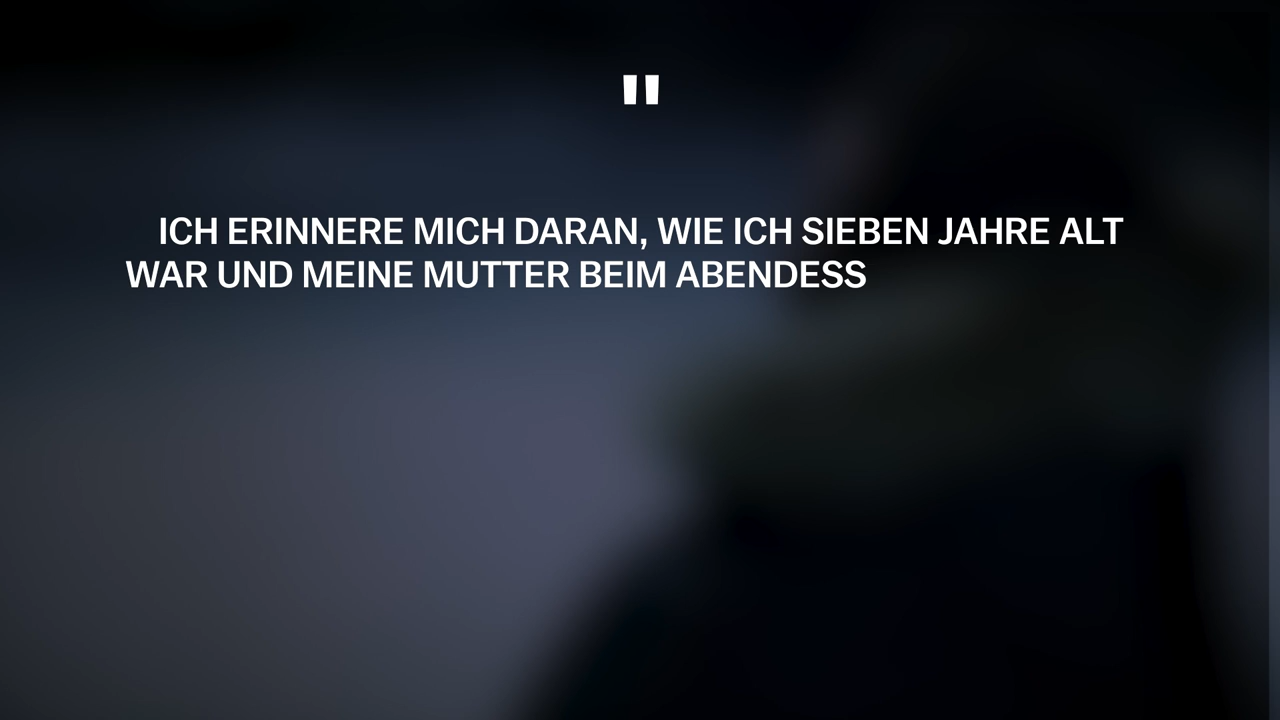 "
ICH ERINNERE MICH DARAN, WIE ICH SIEBEN JAHRE ALT
WAR UND MEINE MUTTER BEIM ABENDESS